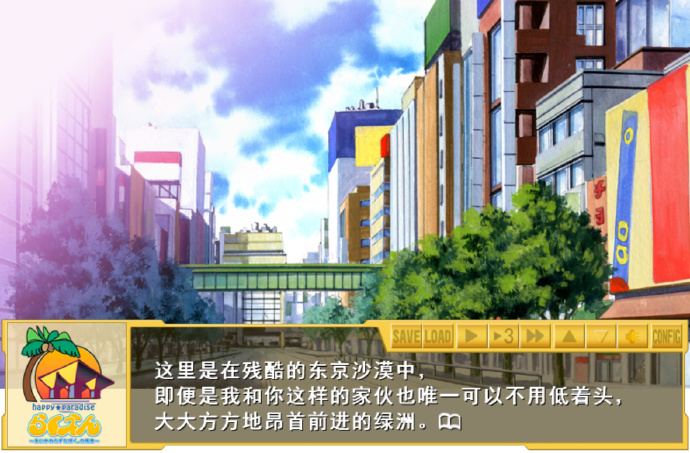 SAVE LOAD 3 CONFIG
这里是在残酷的东京沙漠中，
即便是我和你这样的家伙也唯一可以不用低着头，
大大方方地昂首前进的绿洲。
happy★paradise
らくえん